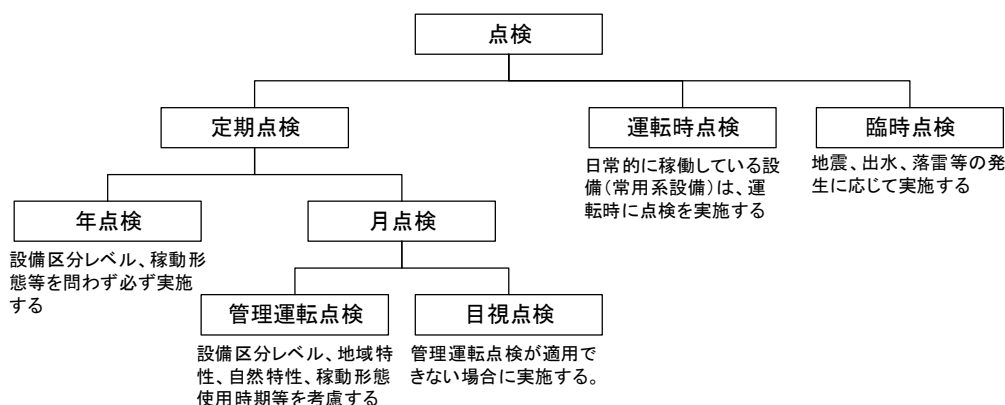 点検
定期点検
運転時点検
臨時点検
日常的に稼働している設
備(常用系設備)は、運
転時に点検を実施する
地震、出水、落雷等の発
生に応じて実施する
年点検
月点検
設備区分レベル、稼動形
態等を問わず必ず実施
する
管理運転点検
目視点検
設備区分レベル、地域特
性、自然特性、稼動形態
使用時期等を考慮する
管理運転点検が適用で
きない場合に実施する。